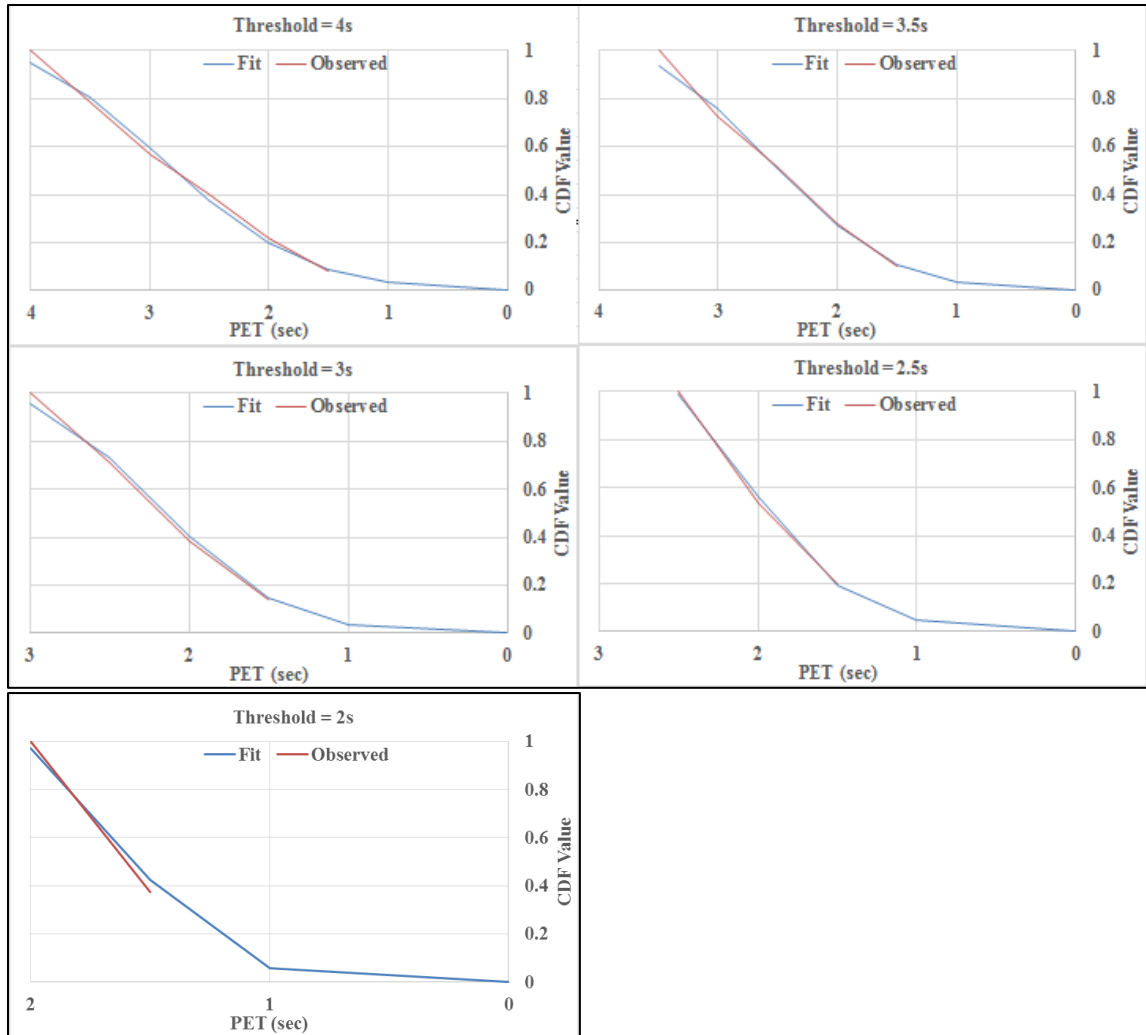 Threshold = 4s
Fit Observed
1
0.8
0.6
0.4
0.2
0
CDF Value
4 3 2 1 0
PET (sec)
Threshold = 3.5s
Fit Observed
1
0.8
0.6
0.4
0.2
0
CDF Value
4 3 2 1 0
PET (sec)
Threshold = 3s
Fit Observed
1
0.8
0.6
0.4
0.2
0
CDF Value
3 2 1 0
PET (sec)
Threshold = 2.5s
Fit Observed
1
0.8
0.6
0.4
0.2
0
CDF Value
3 2 1 0
PET (sec)
Threshold = 2s
Fit Observed
1
0.8
0.6
0.4
0.2
0
CDF Value
2 1 0
PET (sec)